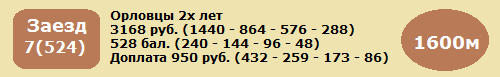 Заезд
7(524)
Орловцы 2х лет
3168 руб. (1440 - 864 - 576 - 288)
528 бал. (240 - 144 - 96 - 48)
Доплата 950 руб. (432 - 259 - 173 - 86)
1600м